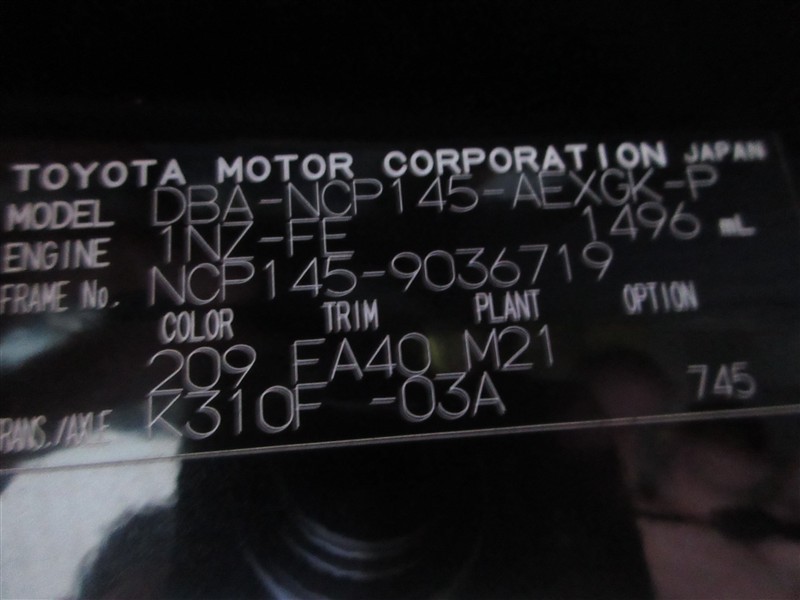 TOYOTA MOTOR CORPORATION JAPAN
MODEL DBA-NCP145-AEXGK-P
ENGINE 1NZ-FE 1496 mL
FRAME No. NCP145-9036719
COLOR TRIM PLANT OPTION
209 FA40 M21
TRANS./AXLE K310F -03A 745